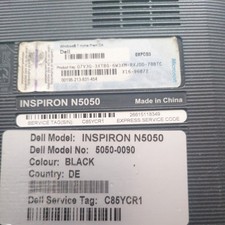 Dell
INSPIRON N5050
Made in China
SERVICE TAG
C85YCR1
EXPRESS SERVICE CODE
Dell Model: INSPIRON N5050
Dell Model No: 5050-0090
Colour: BLACK
Country: DE
Dell Service Tag: C85YCR1